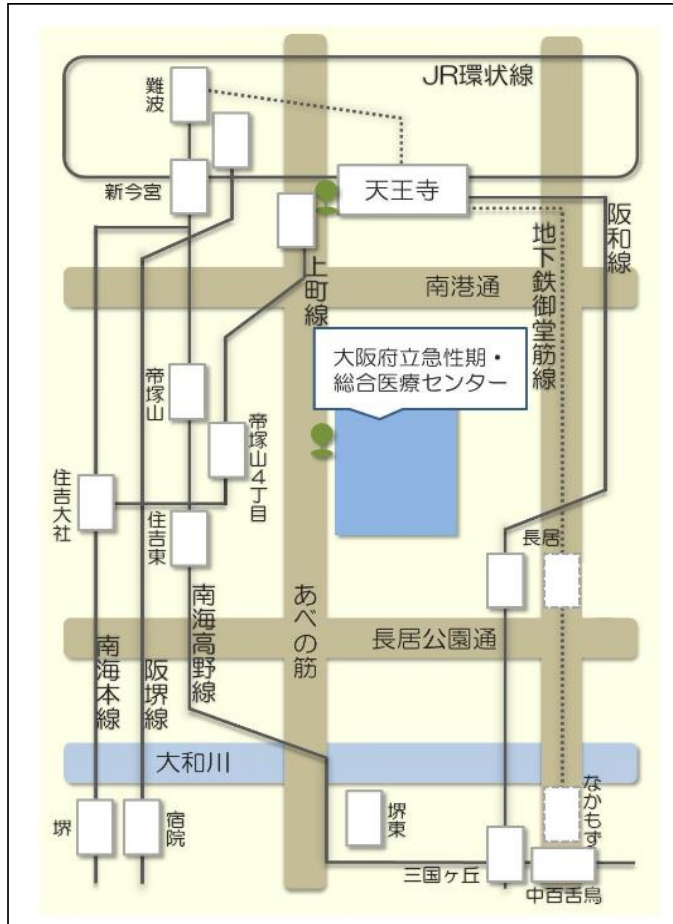 JR環状線
難波
新今宮
天王寺
阪和線
地下鉄御堂筋線
上町線
南港通
大阪府立急性期・
総合医療センター
帝塚山
帝塚山4丁目
住吉大社
住吉東
長居
南海本線
阪堺線
南海高野線
あべの筋
長居公園通
大和川
堺
宿院
堺東
なかもず
三国ヶ丘
中百舌鳥